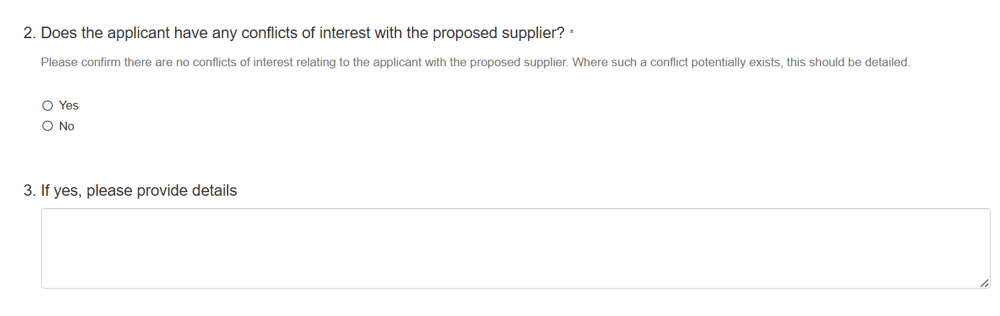 2. Does the applicant have any conflicts of interest with the proposed supplier? *
Please confirm there are no conflicts of interest relating to the applicant with the proposed supplier. Where such a conflict potentially exists, this should be detailed.
Yes
No
3. If yes, please provide details